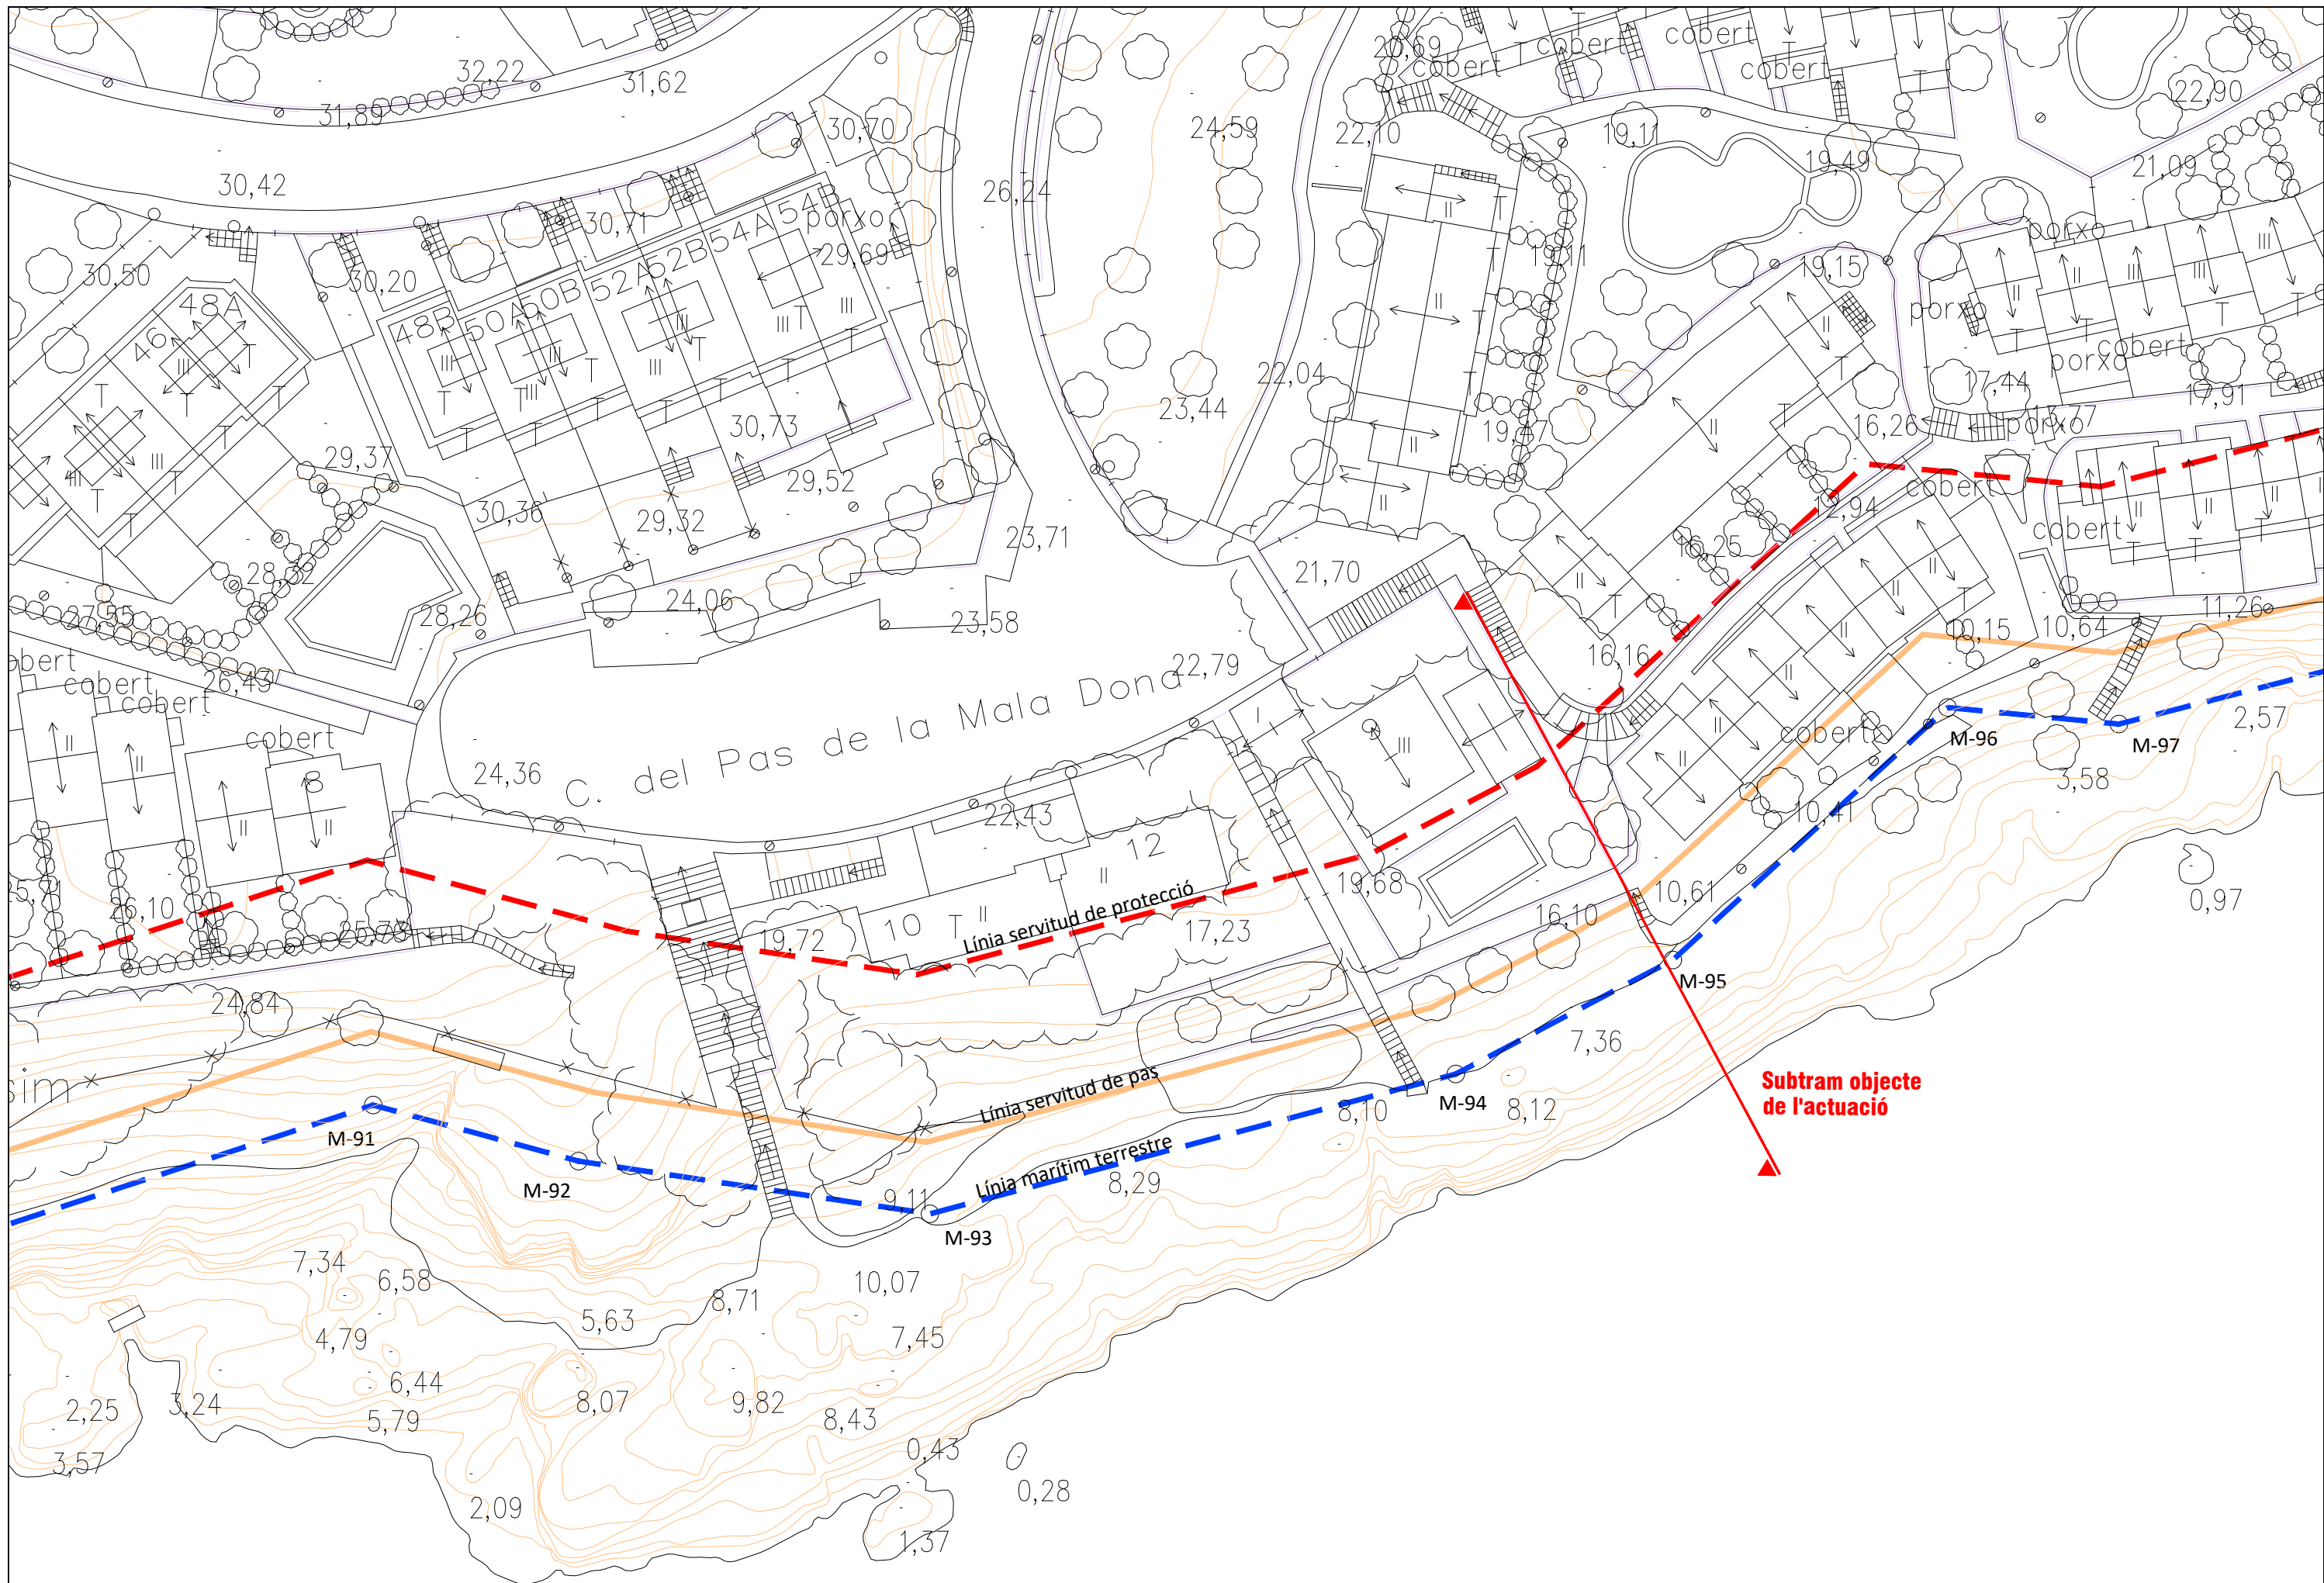 32,22
31,62
31,89
30,70
30,42
30,71
26,24
24,59
20,69
cobert
cobert
cobert
cobert
22,10
19,11
19,49
22,90
21,09
porxo
29,69
30,50
30,20
46
48A
48B
50A
50B
52A
52B
54A
54B
19,11
19,15
porxo
porxo
porxo
cobert
22,04
23,44
17,44
17,77
17,91
porxo
30,73
29,37
29,52
19,47
16,26
30,36
29,32
23,71
12,94
cobert
cobert
16,25
28,32
21,70
27,55
28,26
24,06
23,58
11,26
10,64
10,15
16,16
22,79
26,43
cobert
cobert
cobert
cobert
C. del Pas de la Mala Dona
24,36
8
22,43
12
10
cobert
M-96
M-97
2,57
3,58
10,41
0,97
26,10
25,73
19,72
19,68
16,10
10,61
17,23
Línia servitud de protecció
M-95
24,84
7,36
Subtram objecte
de l'actuació
Línia servitud de pas
M-94
8,10
8,12
M-91
M-92
Línia marítim terrestre
8,29
9,11
M-93
7,34
6,58
10,07
8,71
5,63
4,79
7,45
6,44
8,07
9,82
8,43
2,25
3,24
5,79
3,57
0,43
0,28
2,09
1,37